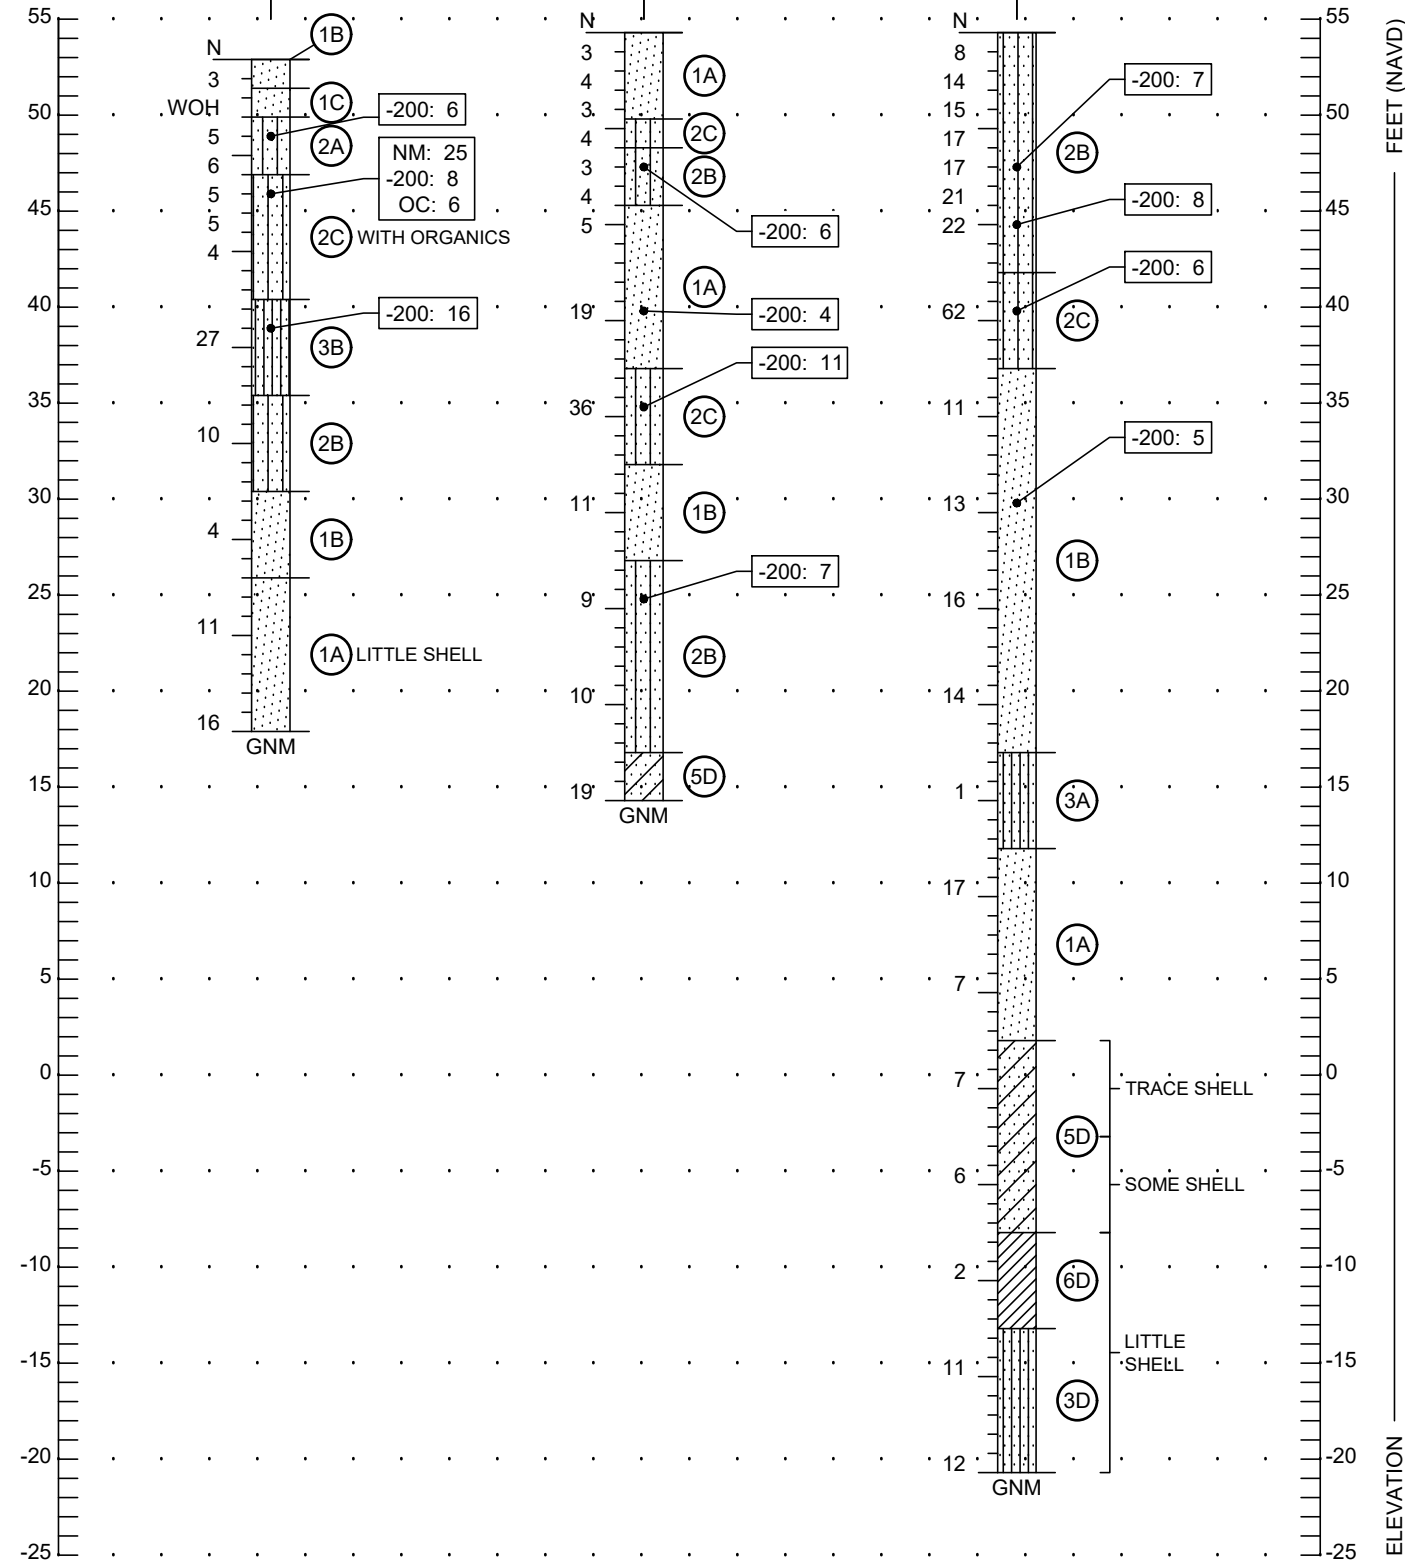 55
50
45
40
35
30
25
20
15
10
5
0
-5
-10
-15
-20
-25
N
3
WOH
5
6
5
5
4
27
10
4
11
16
GNM
1B
1C
2A
2C WITH ORGANICS
3B
2B
1B
1A LITTLE SHELL
-200: 6
NM: 25
-200: 8
OC: 6
-200: 16
N
3
4
3
4
3
4
5
19
36
11
9
10
19
GNM
1A
2C
2B
1A
2C
1B
2B
5D
-200: 6
-200: 4
-200: 11
-200: 7
N
8
14
15
17
17
21
22
62
11
13
16
14
1
17
7
7
6
2
11
12
GNM
2B
2C
1B
3A
1A
5D
6D
3D
-200: 7
-200: 8
-200: 6
-200: 5
TRACE SHELL
SOME SHELL
LITTLE
SHELL
55
50
45
40
35
30
25
20
15
10
5
0
-5
-10
-15
-20
-25
ELEVATION FEET (NAVD)